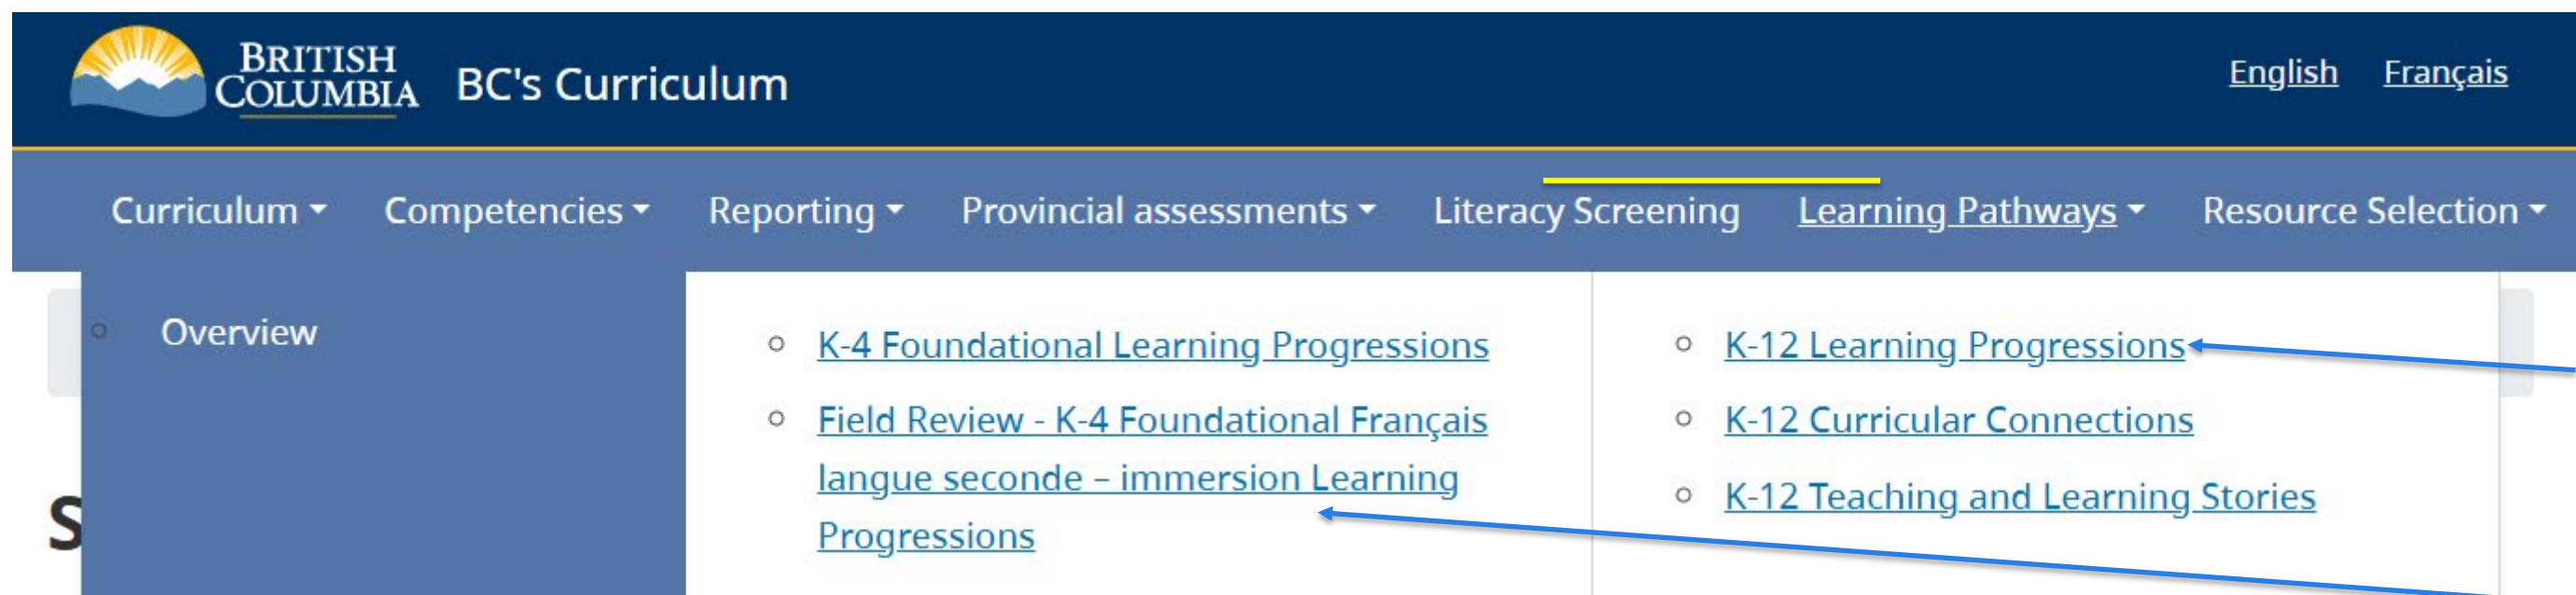 BRITISH
COLUMBIA
BC's Curriculum
English Français
Curriculum Competencies Reporting Provincial assessments Literacy Screening Learning Pathways Resource Selection
Overview
K-4 Foundational Learning Progressions
Field Review - K-4 Foundational Français
langue seconde – immersion Learning
Progressions
K-12 Learning Progressions
K-12 Curricular Connections
K-12 Teaching and Learning Stories
S